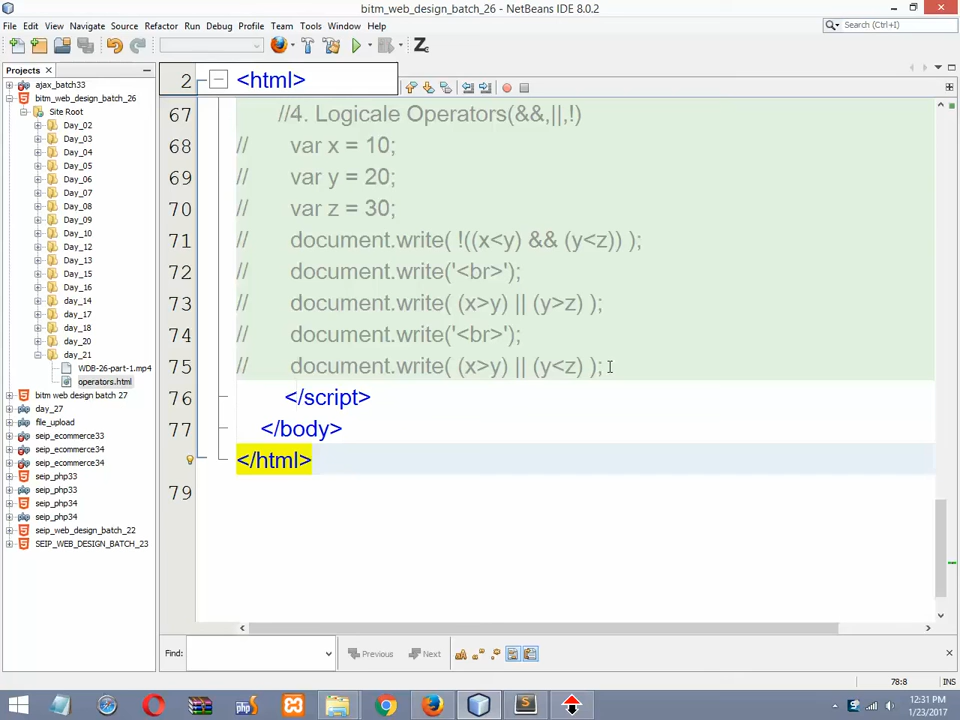 bitm_web_design_batch_26 - NetBeans IDE 8.0.2
File Edit View Navigate Source Refactor Run Debug Profile Team Tools Window Help
Search (Ctrl+I)
Projects
ajax_batch33
bitm_web_design_batch_26
Site Root
Day_02
Day_03
Day_04
Day_05
Day_06
Day_07
Day_08
Day_09
Day_10
Day_12
Day_13
Day_15
Day_16
day_14
day_17
day_18
day_20
day_21
WDB-26-part-1.mp4
operators.html
bitm web design batch 27
day_27
file_upload
seip_ecommerce33
seip_ecommerce34
seip_ecommerce34
seip_php33
seip_php33
seip_php34
seip_php34
seip_web_design_batch_22
SEIP_WEB_DESIGN_BATCH_23
2 <html>
67 //4. Logicale Operators(&&,||,!)
68 // var x = 10;
69 // var y = 20;
70 // var z = 30;
71 // document.write( !((x<y) && (y<z)) );
72 // document.write('<br>');
73 // document.write( (x>y) || (y>z) );
74 // document.write('<br>');
75 // document.write( (x>y) || (y<z) );
76 </script>
77 </body>
</html>
79
Find:
Previous Next
78:8 INS
12:31 PM
1/23/2017